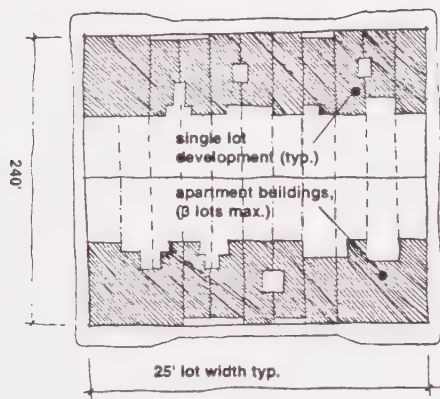 single lot
development (typ.)
apartment buildings,
(3 lots max.)
240'
25' lot width typ.